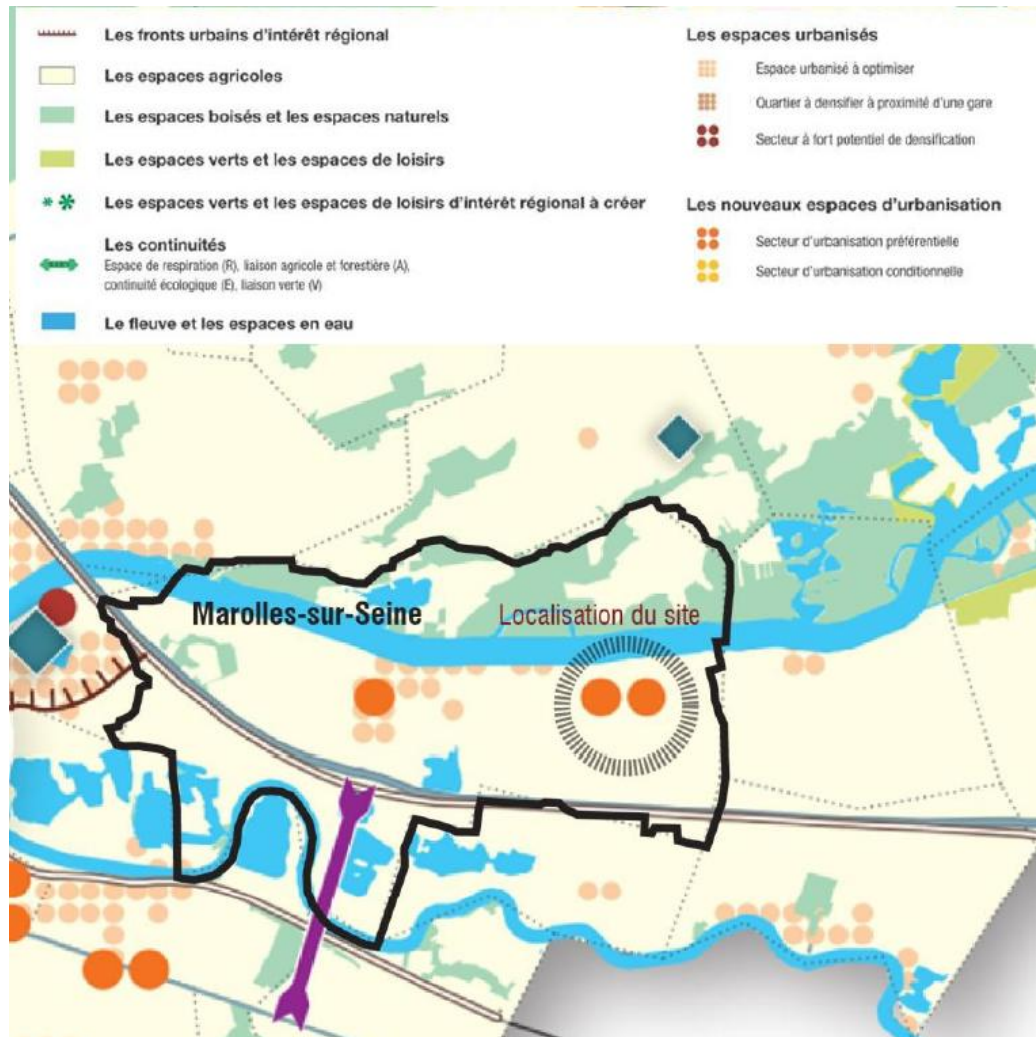 Les fronts urbains d'intérêt régional
Les espaces agricoles
Les espaces boisés et les espaces naturels
Les espaces verts et les espaces de loisirs
Les espaces verts et les espaces de loisirs d'intérêt régional à créer
Les continuités
Espace de respiration (R), liaison agricole et forestière (A),
continuité écologique (E), liaison verte (V)
Le fleuve et les espaces en eau
Les espaces urbanisés
Espace urbanisé à optimiser
Quartier à densifier à proximité d'une gare
Secteur à fort potentiel de densification
Les nouveaux espaces d'urbanisation
Secteur d'urbanisation préférentielle
Secteur d'urbanisation conditionnelle
Marolles-sur-Seine
Localisation du site